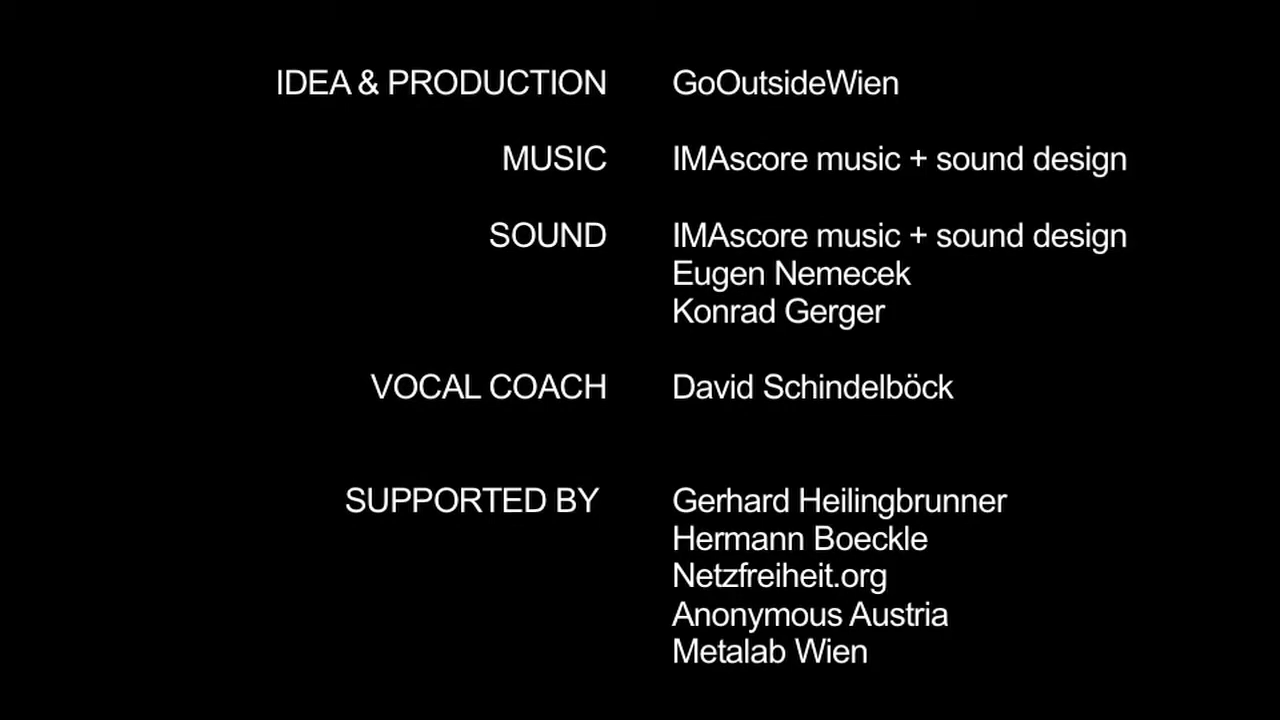 IDEA & PRODUCTION GoOutsideWien
MUSIC IMAscore music + sound design
SOUND IMAscore music + sound design
Eugen Nemecek
Konrad Gerger
VOCAL COACH David Schindelböck
SUPPORTED BY Gerhard Heilingbrunner
Hermann Boeckle
Netzfreiheit.org
Anonymous Austria
Metalab Wien